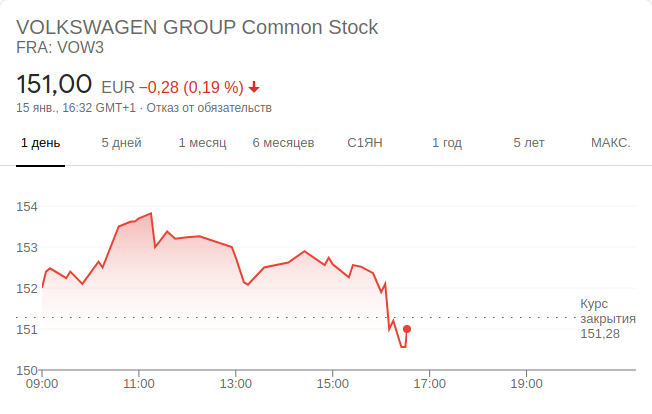 VOLKSWAGEN GROUP Common Stock
FRA: VOW3
151,00 EUR −0,28 (0,19 %) ↓
15 янв., 16:32 GMT+1 · Отказ от обязательств
1 день 5 дней 1 месяц 6 месяцев С1ЯН 1 год 5 лет МАКС.
154
153
152
151
150
Курс
закрытия
151,28
09:00 11:00 13:00 15:00 17:00 19:00